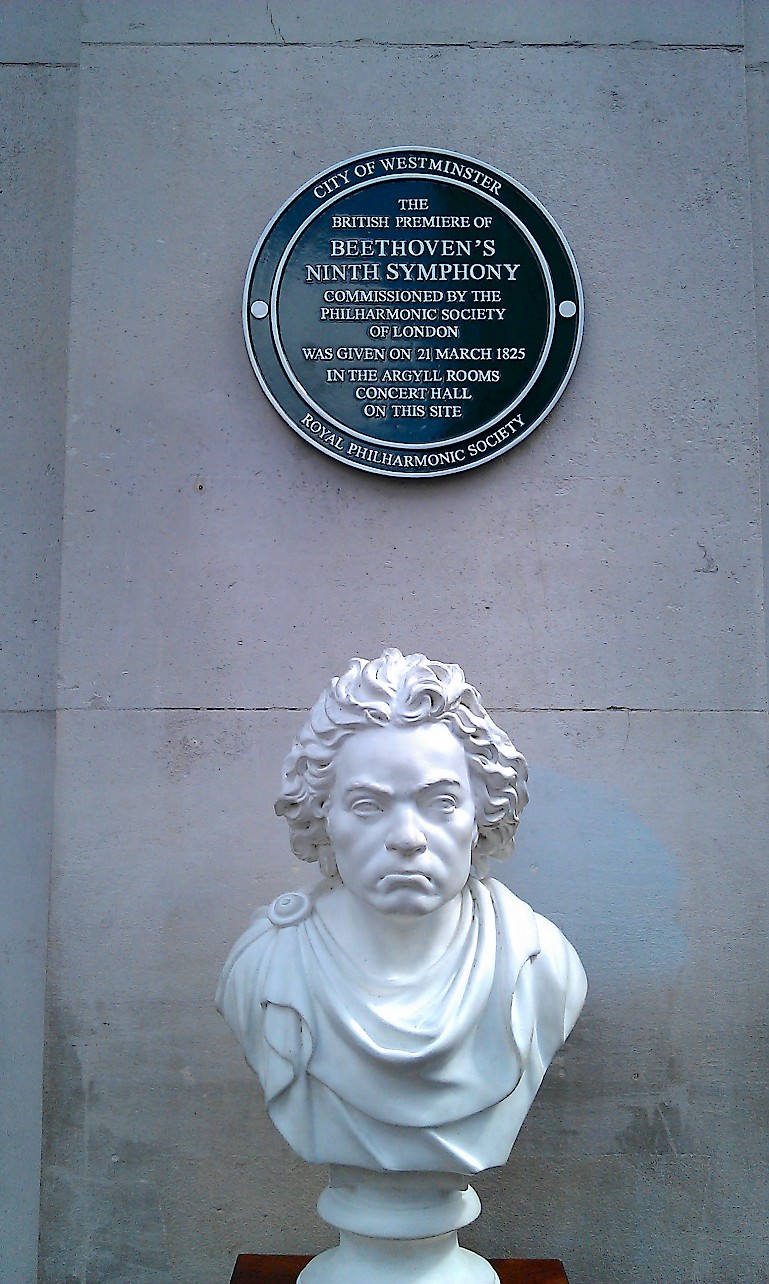 CITY OF WESTMINSTER
THE
BRITISH PREMIERE OF
BEETHOVEN'S
NINTH SYMPHONY
COMMISSIONED BY THE
PHILHARMONIC SOCIETY
OF LONDON
WAS GIVEN ON 21 MARCH 1825
IN THE ARGYLL ROOMS
CONCERT HALL
ON THIS SITE
ROYAL PHILHARMONIC SOCIETY